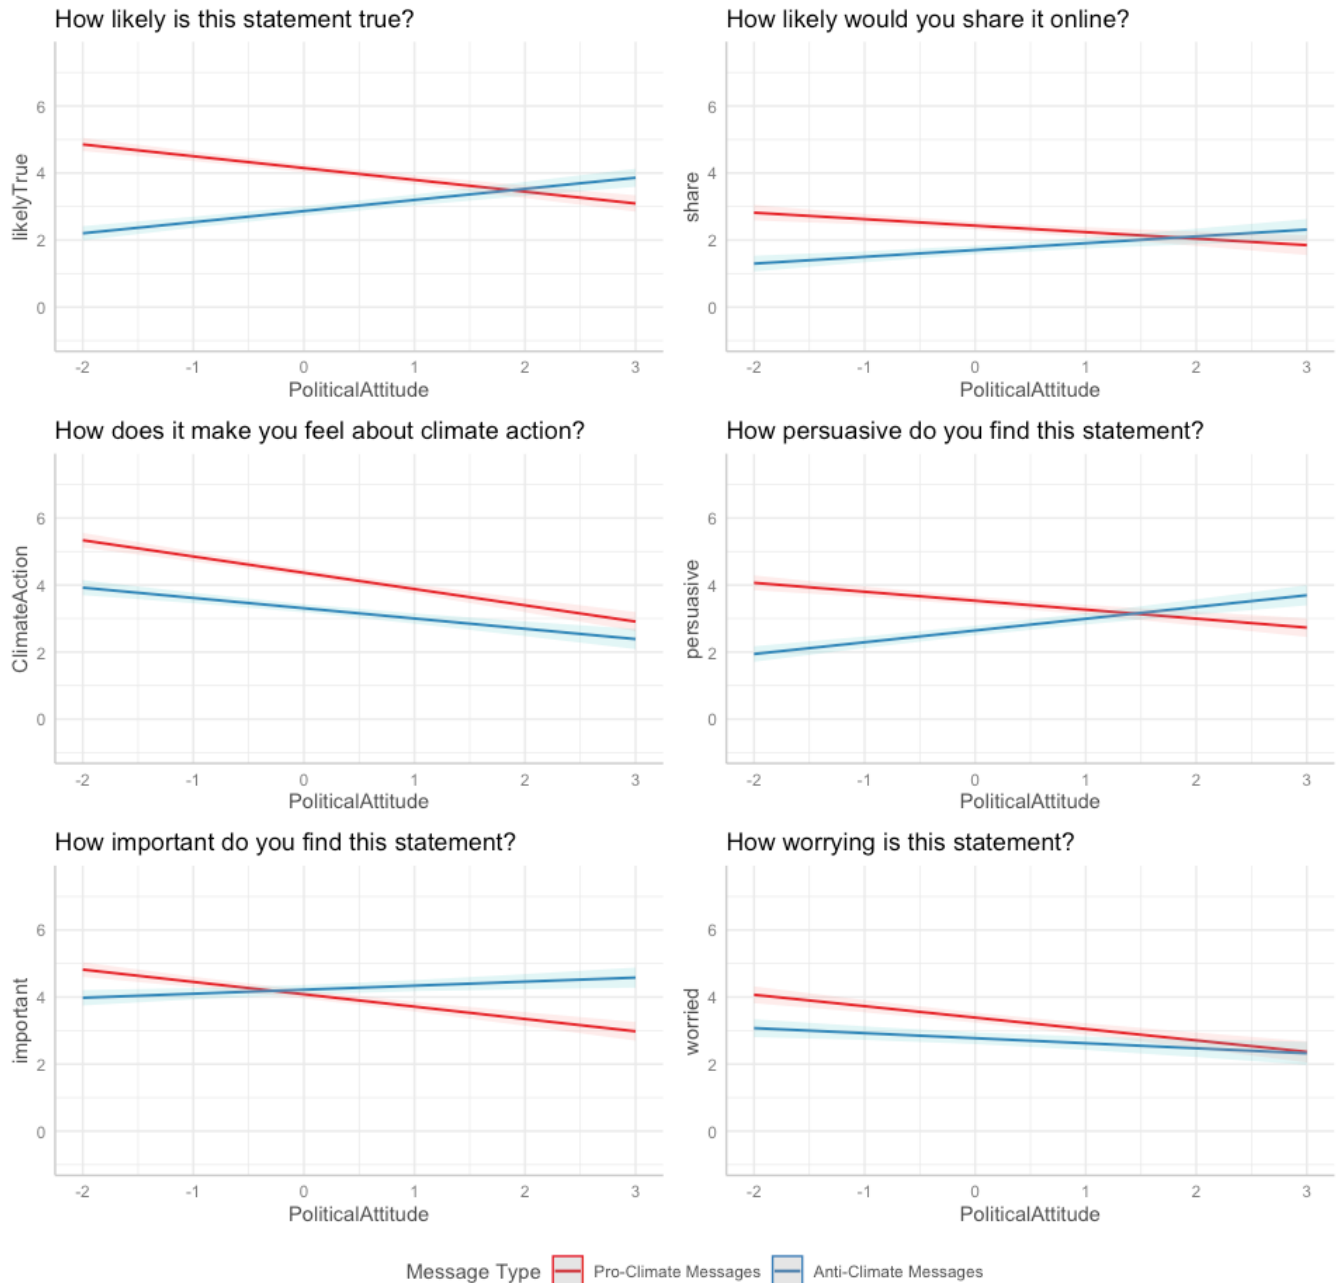 How likely is this statement true?
likelyTrue
6
4
2
0
-2 -1 0 1 2 3
PoliticalAttitude
How likely would you share it online?
share
6
4
2
0
-2 -1 0 1 2 3
PoliticalAttitude
How does it make you feel about climate action?
ClimateAction
6
4
2
0
-2 -1 0 1 2 3
PoliticalAttitude
How persuasive do you find this statement?
persuasive
6
4
2
0
-2 -1 0 1 2 3
PoliticalAttitude
How important do you find this statement?
important
6
4
2
0
-2 -1 0 1 2 3
PoliticalAttitude
How worrying is this statement?
worried
6
4
2
0
-2 -1 0 1 2 3
PoliticalAttitude
Message Type Pro-Climate Messages Anti-Climate Messages